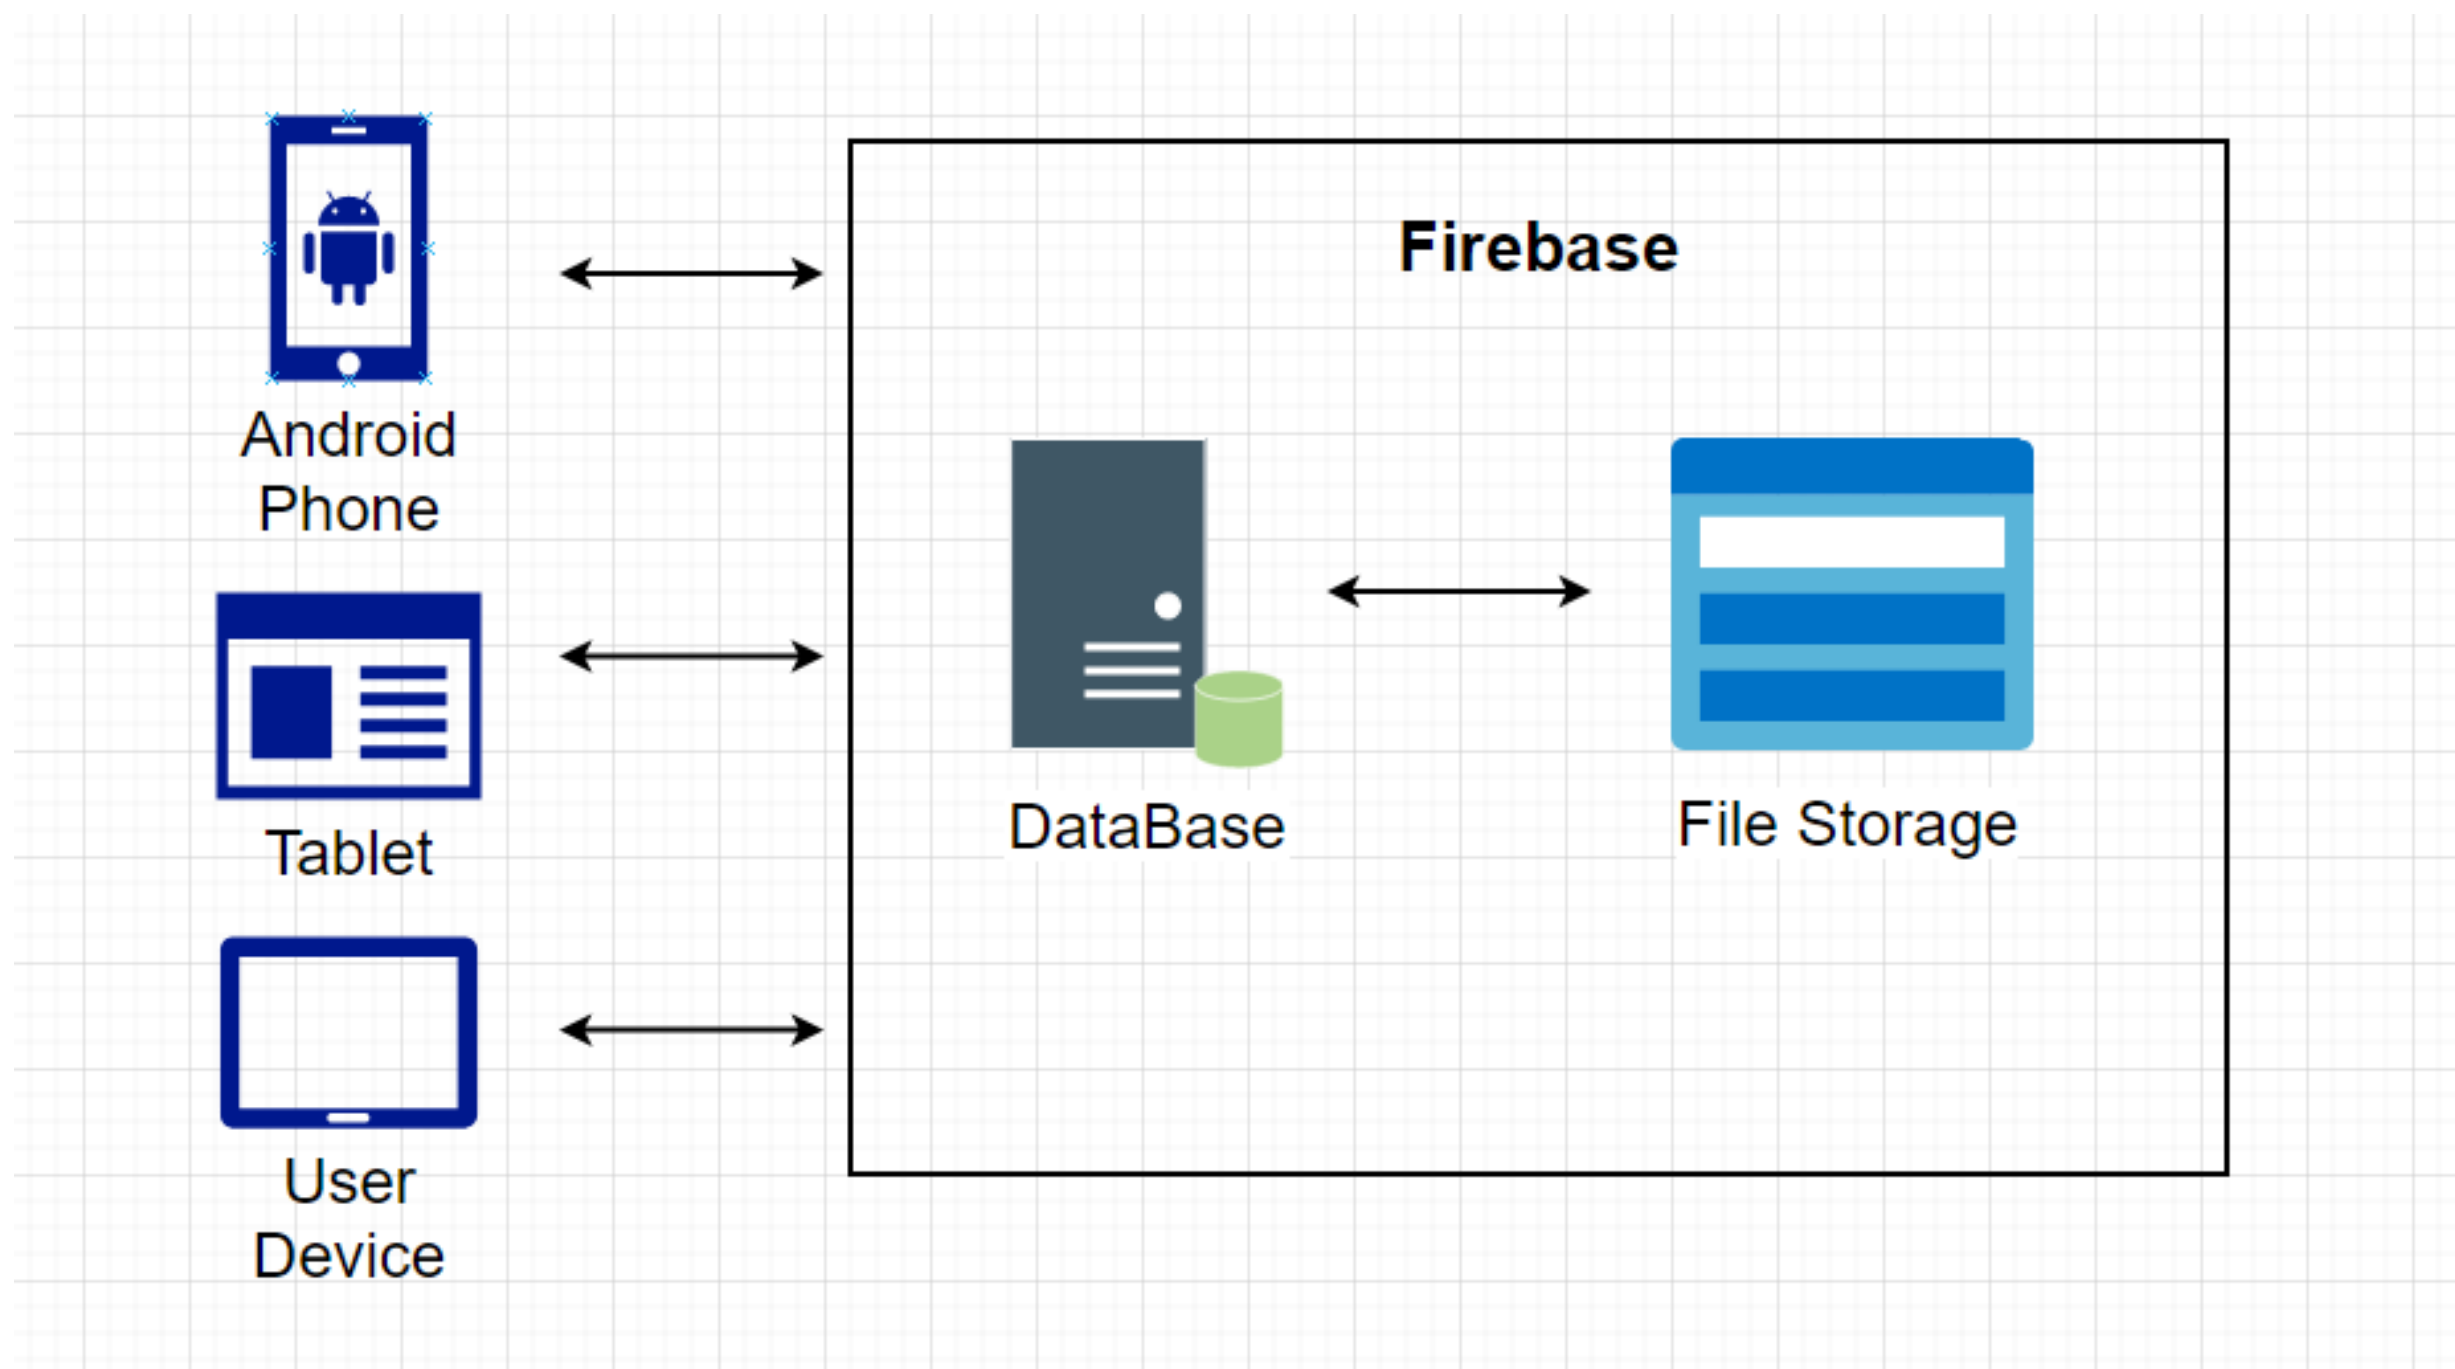 Android
Phone
Tablet
User
Device
Firebase
DataBase
File Storage